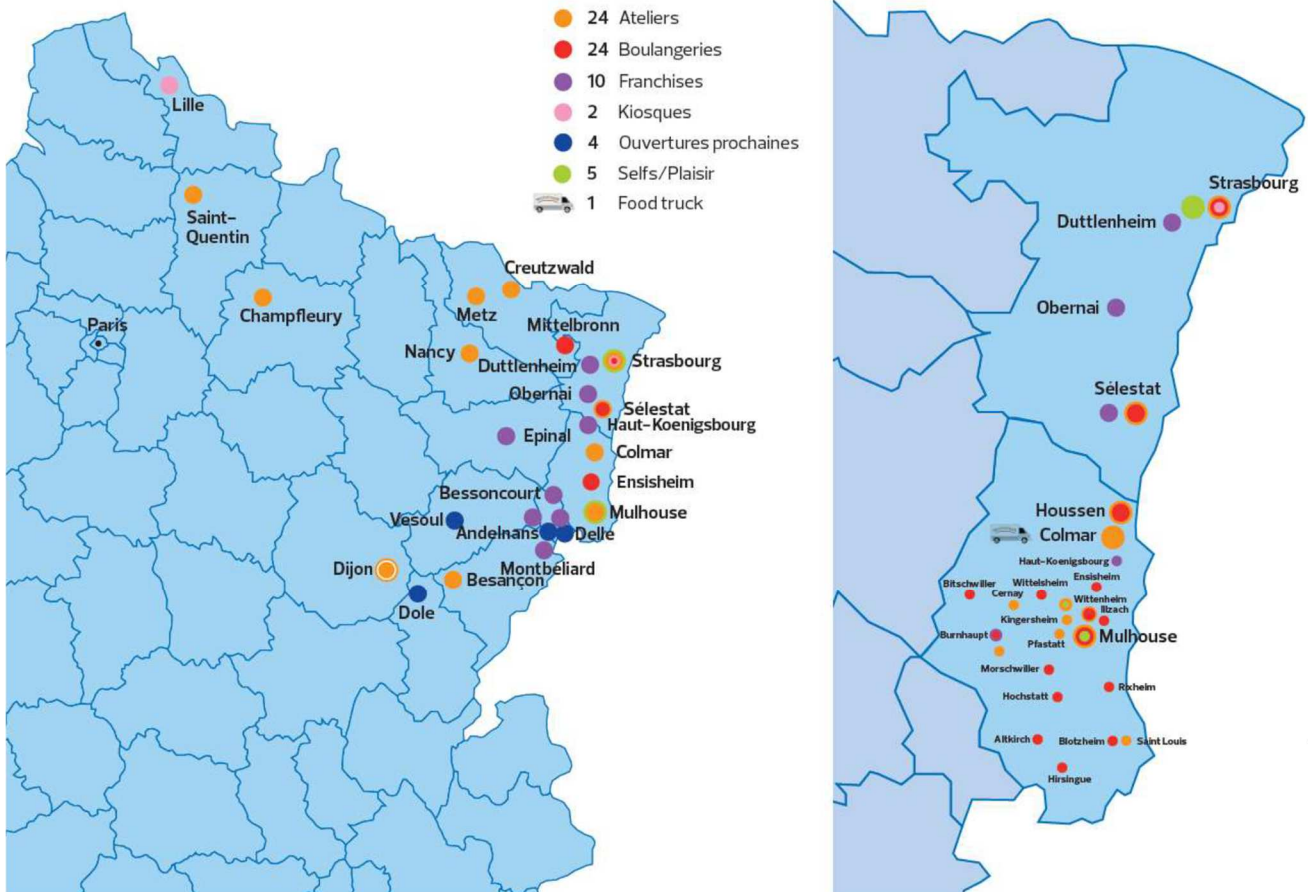 24 Ateliers
24 Boulangeries
10 Franchises
2 Kiosques
4 Ouvertures prochaines
5 Selfs/Plaisir
1 Food truck
Lille
Saint-
Quentin
Creutzwald
Champfleury
Metz
Paris
Mittelbronn
Nancy
Duttlenheim
Strasbourg
Obernai
Sélestat
Haut-Koenigsbourg
Epinal
Colmar
Bessoncourt
Ensisheim
Vesoul
Mulhouse
Andelnans
Delle
Dijon
Montbéliard
Besançon
Dole
Strasbourg
Duttlenheim
Obernai
Sélestat
Houssen
Colmar
Haut-Koenigsbourg
Bitschwiller
Wittelsheim
Ensisheim
Cernay
Wittenheim
Illzach
Kingersheim
Burnhaupt
Pfastatt
Mulhouse
Morschwiller
Hochstatt
Rixheim
Altkirch
Blotzheim
Saint Louis
Hirsingue